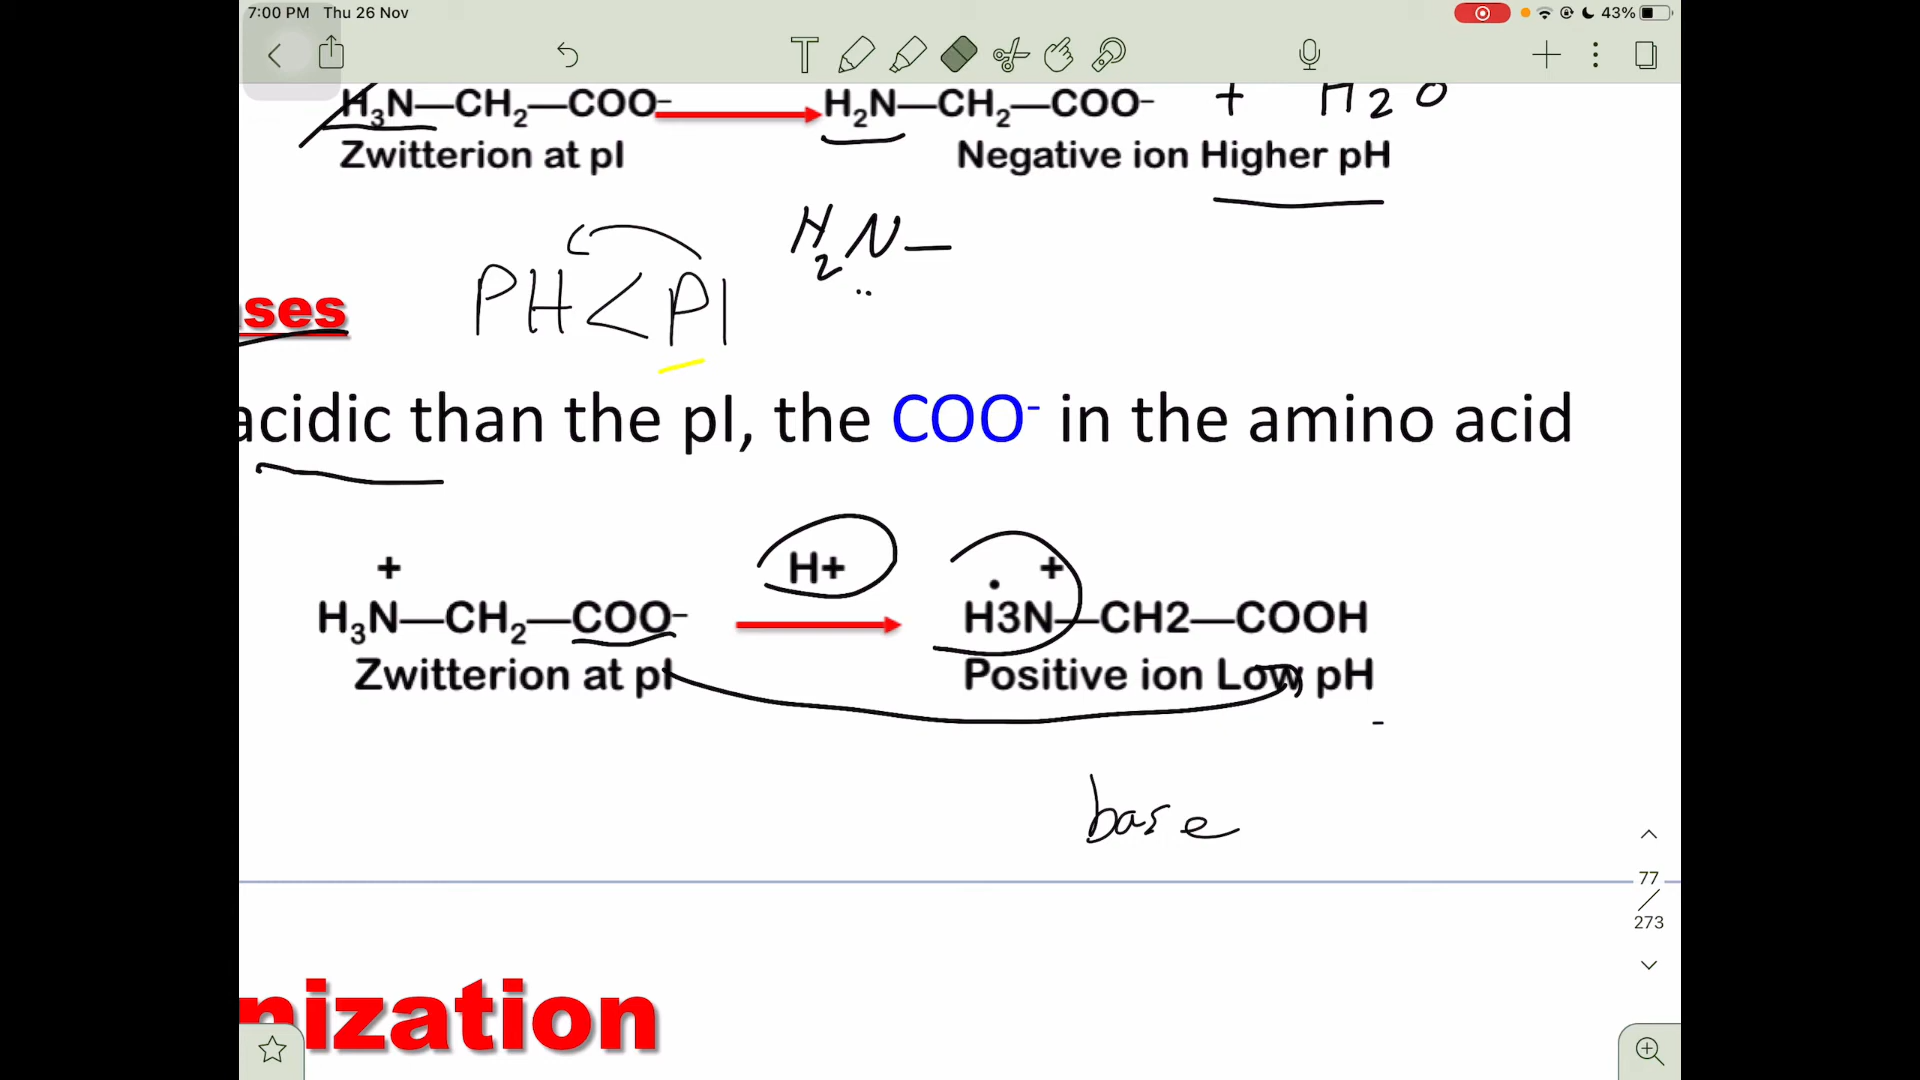 7:00 PM Thu 26 Nov 43%
T
H₃N—CH₂—COO⁻ H₂N—CH₂—COO⁻ + H2O
Zwitterion at pI Negative ion Higher pH
H₂N—
ses PH<PI
acidic than the pI, the COO⁻ in the amino acid
+ H+ +
H₃N—CH₂—COO⁻ H3N—CH2—COOH
Zwitterion at pI Positive ion Low pH
base
77
273
nization